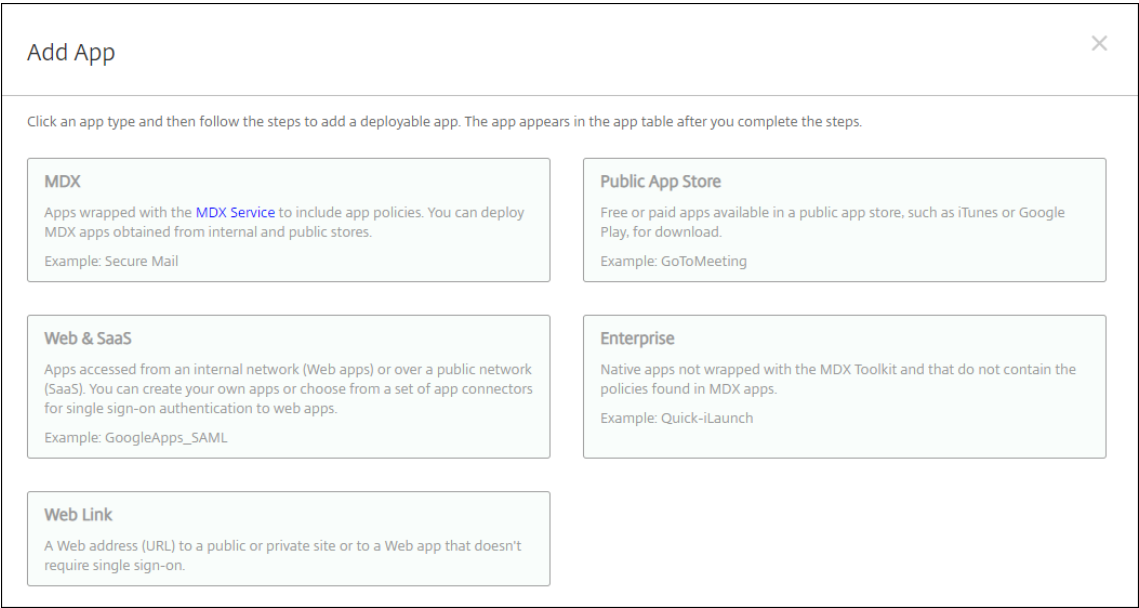 Add App
Click an app type and then follow the steps to add a deployable app. The app appears in the app table after you complete the steps.
MDX
Apps wrapped with the MDX Service to include app policies. You can deploy
MDX apps obtained from internal and public stores.
Example: Secure Mail
Public App Store
Free or paid apps available in a public app store, such as iTunes or Google
Play, for download.
Example: GoToMeeting
Web & SaaS
Apps accessed from an internal network (Web apps) or over a public network
(SaaS). You can create your own apps or choose from a set of app connectors
for single sign-on authentication to web apps.
Example: GoogleApps_SAML
Enterprise
Native apps not wrapped with the MDX Toolkit and that do not contain the
policies found in MDX apps.
Example: Quick-iLaunch
Web Link
A Web address (URL) to a public or private site or to a Web app that doesn't
require single sign-on.